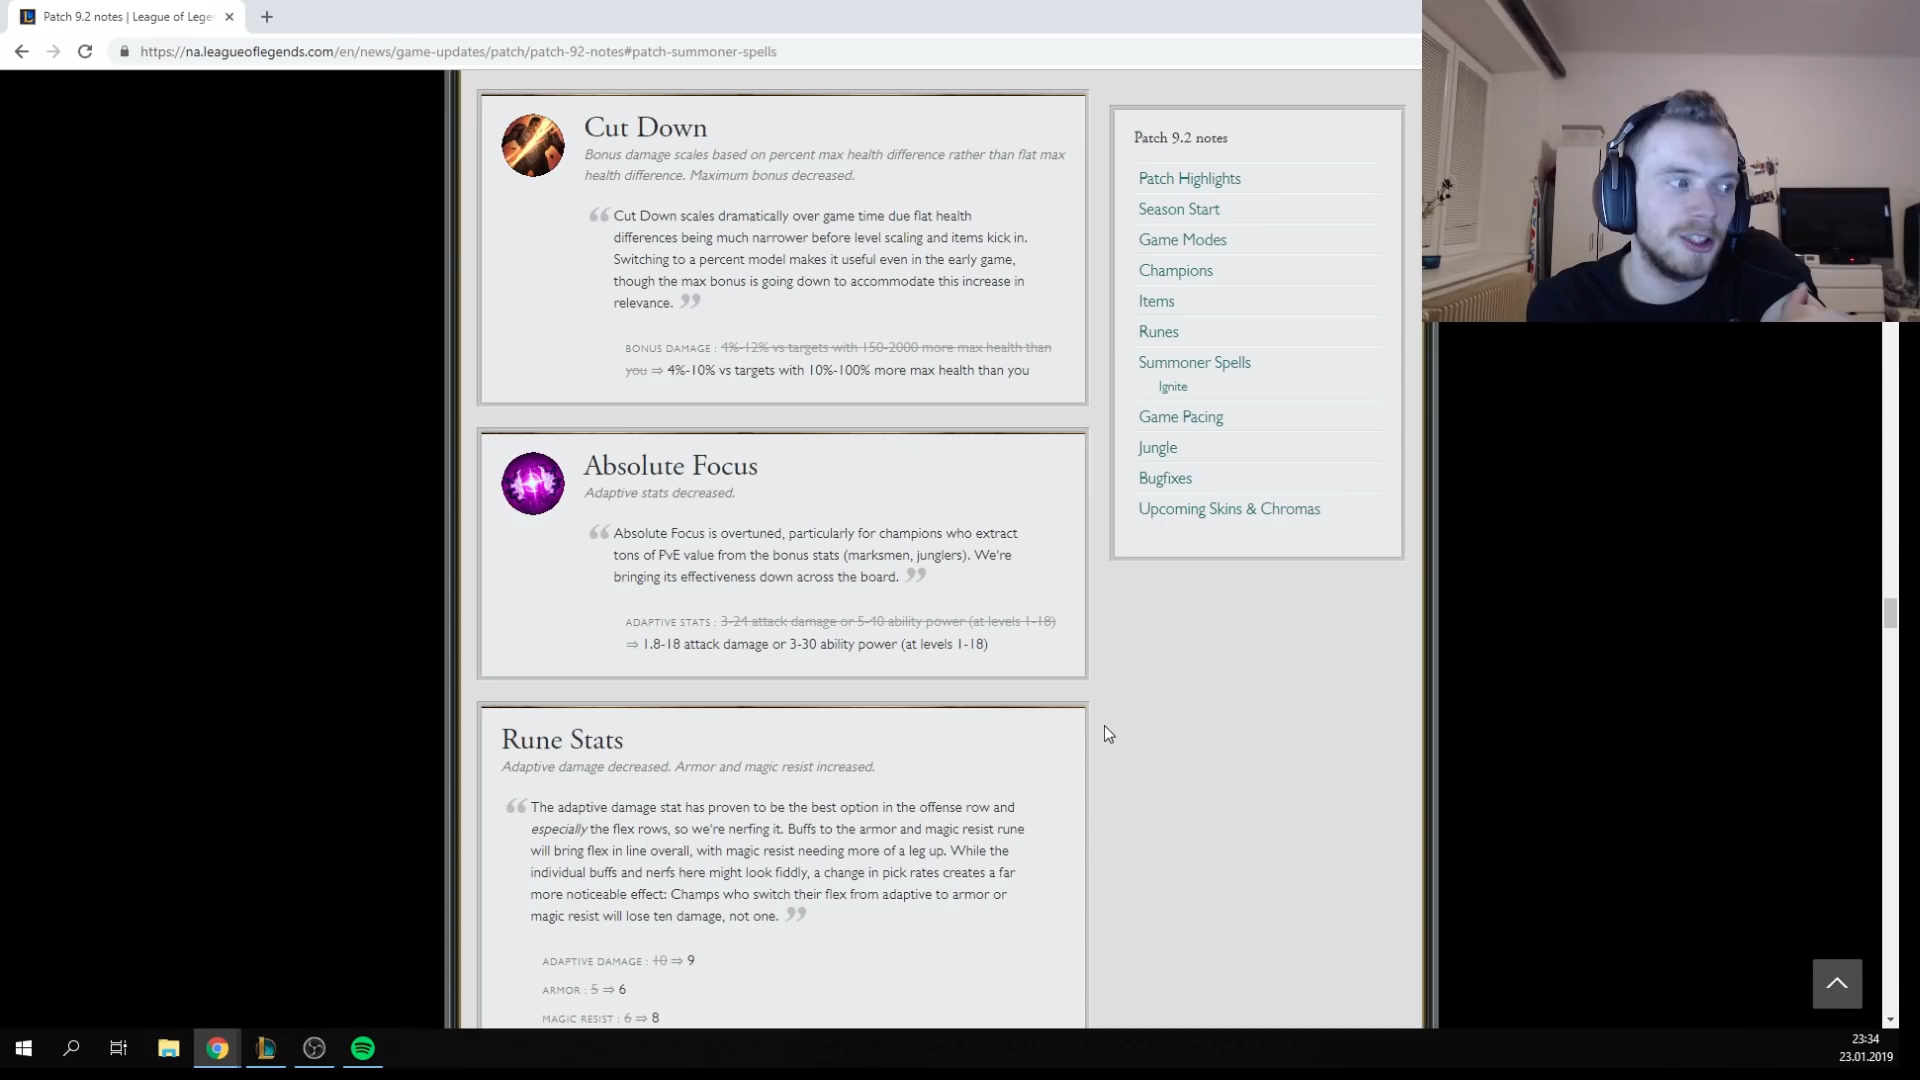 Patch 9.2 notes | League of Lege
https://na.leagueoflegends.com/en/news/game-updates/patch/patch-92-notes#patch-summoner-spells
Cut Down
Bonus damage scales based on percent max health difference rather than flat max
health difference. Maximum bonus decreased.
“ Cut Down scales dramatically over game time due flat health
differences being much narrower before level scaling and items kick in.
Switching to a percent model makes it useful even in the early game,
though the max bonus is going down to accommodate this increase in
relevance. ”
BONUS DAMAGE : 4%-12% vs targets with 150-2000 more max health than
you ⇒ 4%-10% vs targets with 10%-100% more max health than you
Absolute Focus
Adaptive stats decreased.
“ Absolute Focus is overtuned, particularly for champions who extract
tons of PvE value from the bonus stats (marksmen, junglers). We're
bringing its effectiveness down across the board. ”
ADAPTIVE STATS : 3-24 attack damage or 5-40 ability power (at levels 1-18)
⇒ 1.8-18 attack damage or 3-30 ability power (at levels 1-18)
Rune Stats
Adaptive damage decreased. Armor and magic resist increased.
“ The adaptive damage stat has proven to be the best option in the offense row and
especially the flex rows, so we're nerfing it. Buffs to the armor and magic resist rune
will bring flex in line overall, with magic resist needing more of a leg up. While the
individual buffs and nerfs here might look fiddly, a change in pick rates creates a far
more noticeable effect: Champs who switch their flex from adaptive to armor or
magic resist will lose ten damage, not one. ”
ADAPTIVE DAMAGE : 10 ⇒ 9
ARMOR : 5 ⇒ 6
MAGIC RESIST : 6 ⇒ 8
Patch 9.2 notes
Patch Highlights
Season Start
Game Modes
Champions
Items
Runes
Summoner Spells
Ignite
Game Pacing
Jungle
Bugfixes
Upcoming Skins & Chromas
23:34
23.01.2019